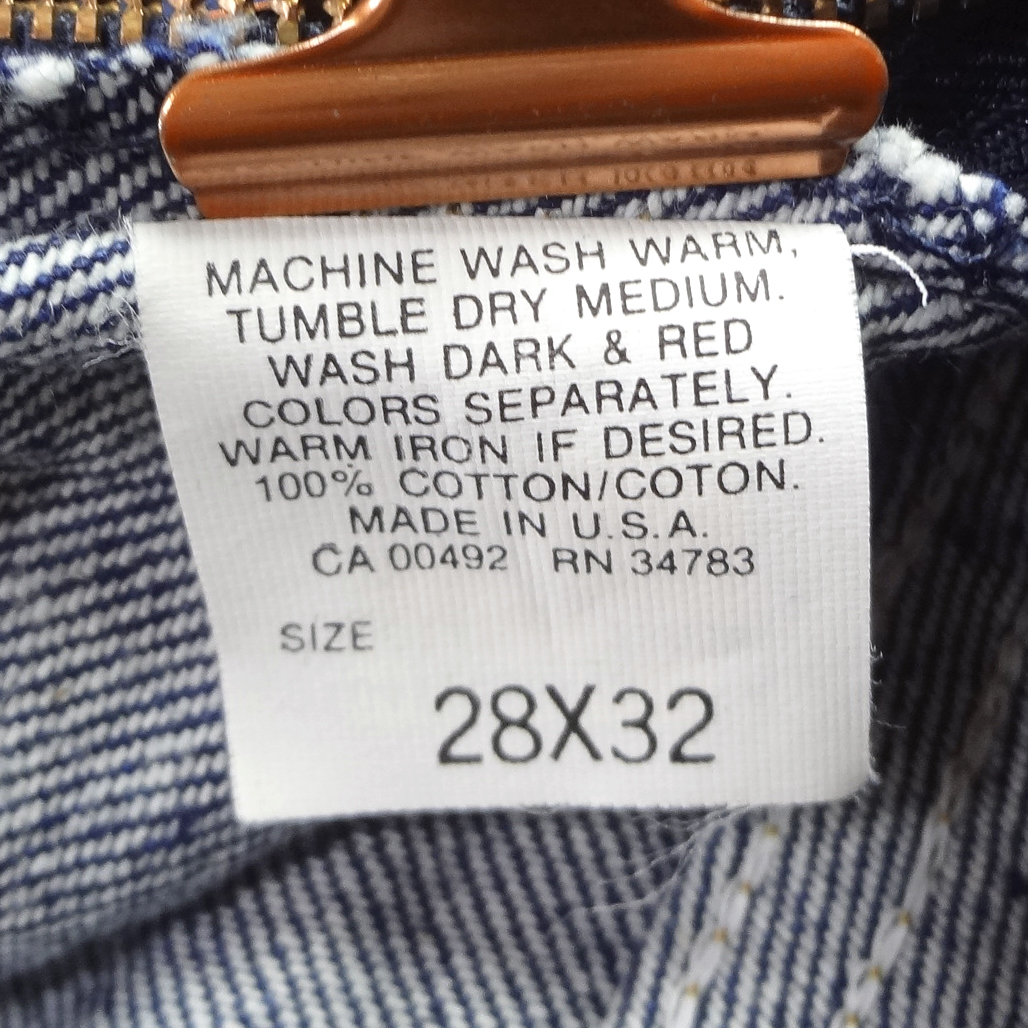 MACHINE WASH WARM,
TUMBLE DRY MEDIUM.
WASH DARK & RED
COLORS SEPARATELY.
WARM IRON IF DESIRED.
100% COTTON/COTON.
MADE IN U.S.A.
CA 00492 RN 34783
SIZE
28X32